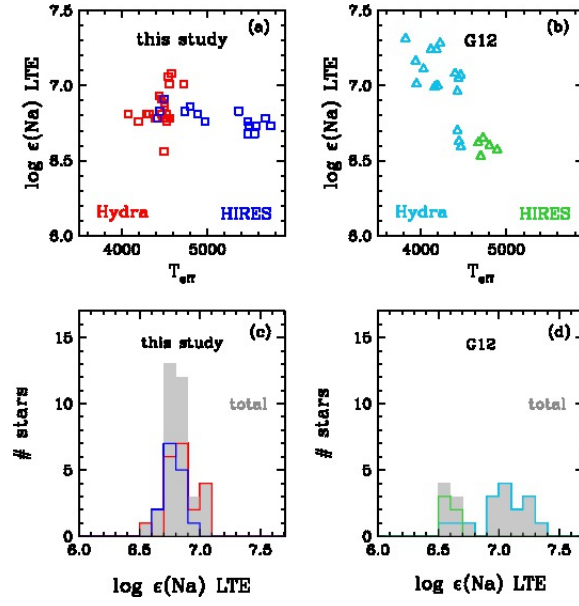 7.5
this study
(a)
7.0
log ε(Na) LTE
6.5
Hydra
HIRES
6.0
4000
5000
T_eff
7.5
G12
(b)
7.0
log ε(Na) LTE
6.5
Hydra
HIRES
6.0
4000
5000
T_eff
15
this study
(c)
10
total
# stars
5
0
6.0
6.5
7.0
7.5
log ε(Na) LTE
15
G12
(d)
10
total
# stars
5
0
6.0
6.5
7.0
7.5
log ε(Na) LTE